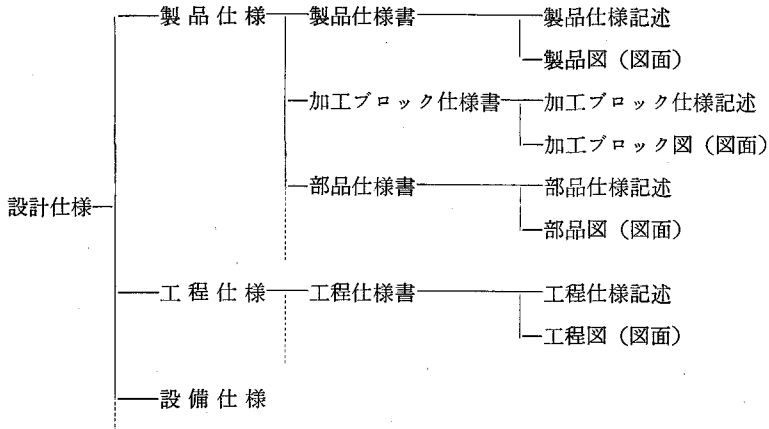 製品仕様 製品仕様書 製品仕様記述
製品図（図面）
加工ブロック仕様書 加工ブロック仕様記述
加工ブロック図（図面）
部品仕様書 部品仕様記述
設計仕様
部品図（図面）
工程仕様 工程仕様書 工程仕様記述
工程図（図面）
設備仕様